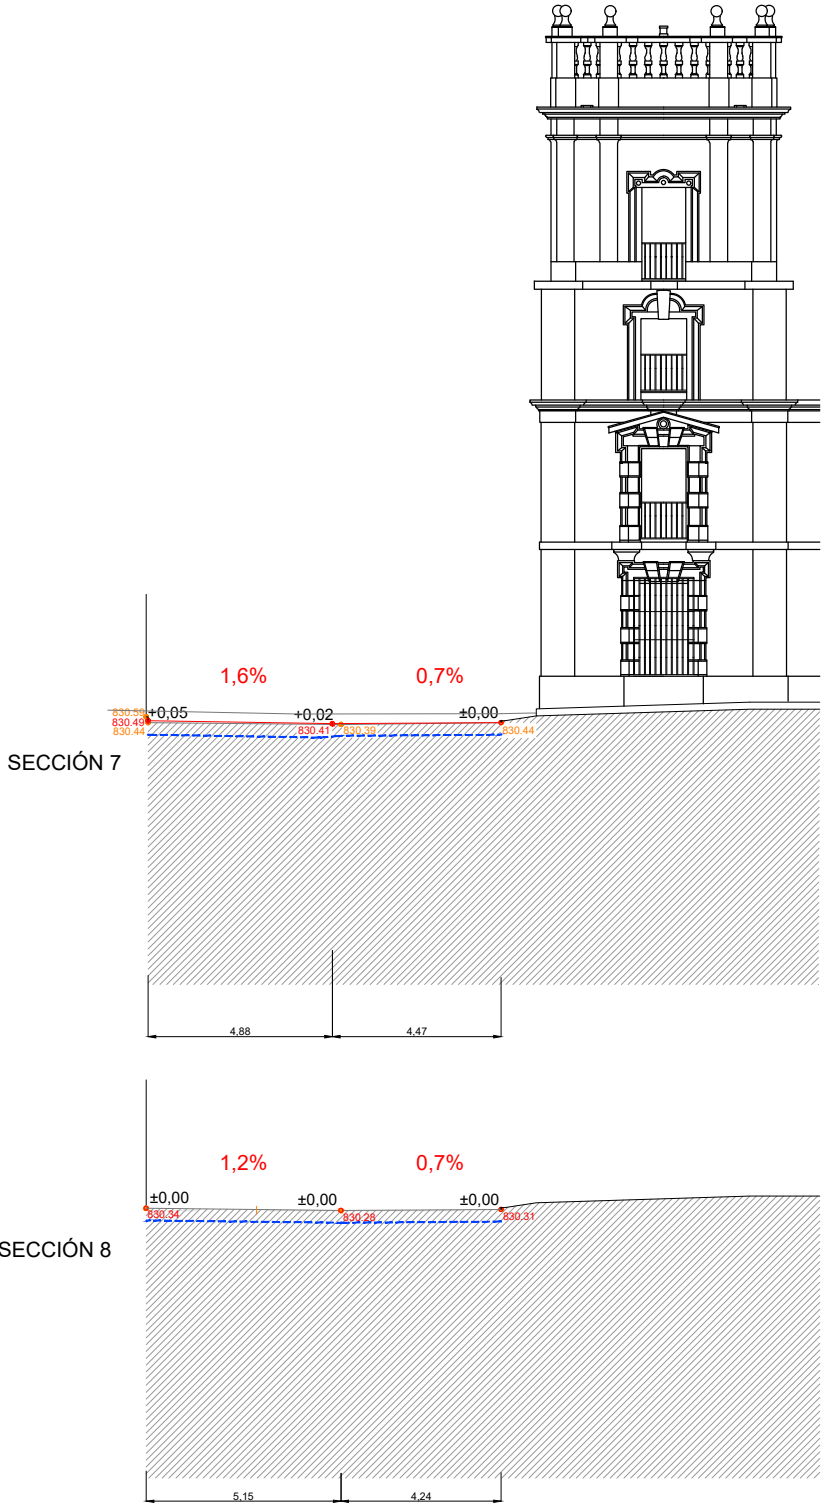 1,6% 0,7%
830.59 +0,05 +0,02 ±0,00
830.49
830.44 830.41 830.39 830.44
SECCIÓN 7
4,88 4,47
1,2% 0,7%
±0,00 ±0,00 ±0,00
830.34 830.28 830.31
SECCIÓN 8
5,15 4,24